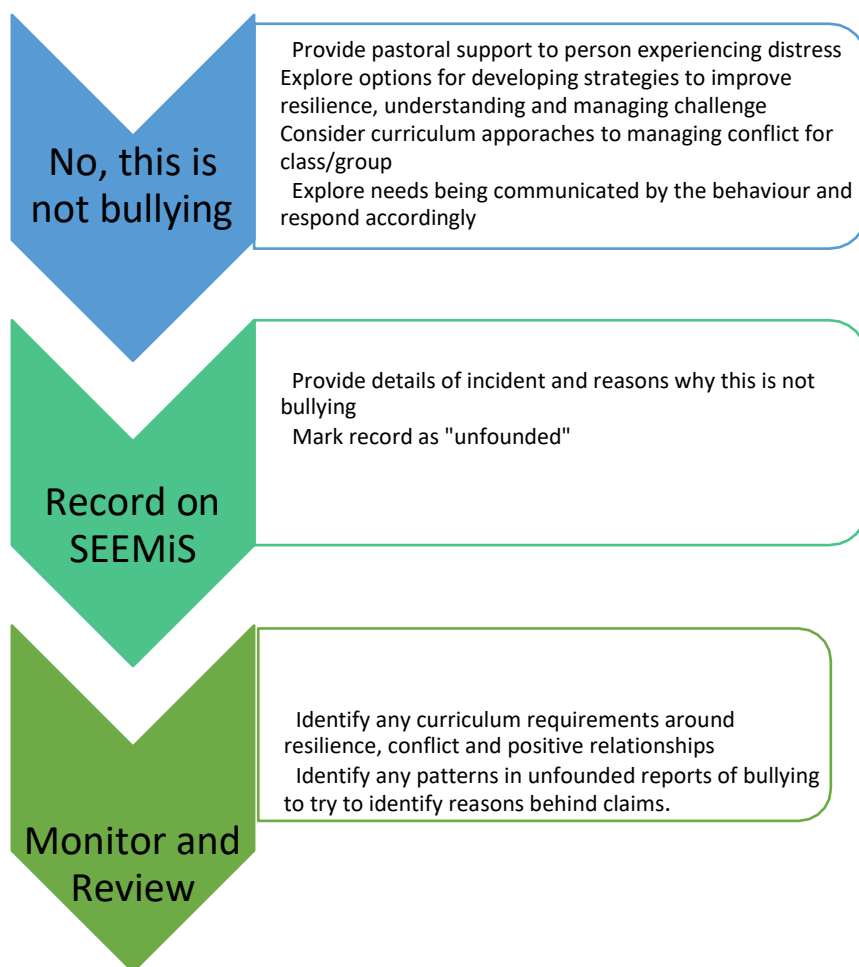 No, this is
not bullying
Provide pastoral support to person experiencing distress
Explore options for developing strategies to improve
resilience, understanding and managing challenge
Consider curriculum apporaches to managing conflict for
class/group
Explore needs being communicated by the behaviour and
respond accordingly
Record on
SEEMiS
Provide details of incident and reasons why this is not
bullying
Mark record as "unfounded"
Monitor and
Review
Identify any curriculum requirements around
resilience, conflict and positive relationships
Identify any patterns in unfounded reports of bullying
to try to identify reasons behind claims.